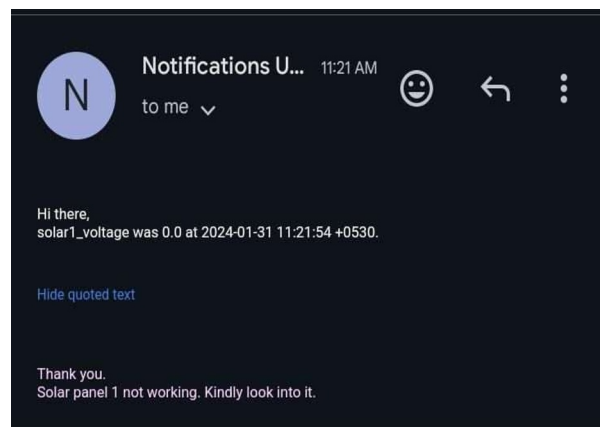 N
Notifications U... 11:21 AM
to me
Hi there,
solar1_voltage was 0.0 at 2024-01-31 11:21:54 +0530.
Hide quoted text
Thank you.
Solar panel 1 not working. Kindly look into it.